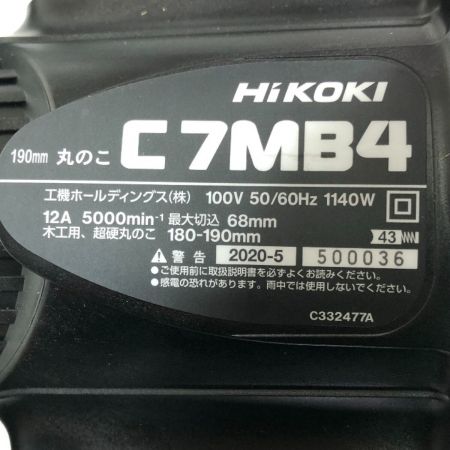 HiKOKI
190mm 丸のこ C7MB4
工機ホールディングス(株) 100V 50/60Hz 1140W
12A 5000min-1 最大切込 68mm
木工用、超硬丸のこ 180-190mm 43
警告 2020-5 500036
●ご使用前に取扱説明書を必ずよくお読みください。
●感電の恐れがあります。雨中では使用しないでください。
C332477A